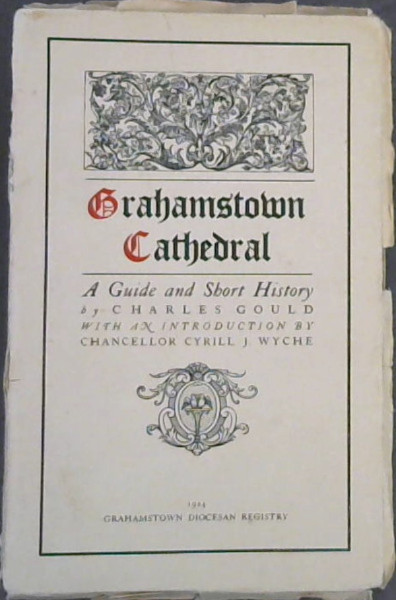 Grahamstown
Cathedral
A Guide and Short History
by CHARLES GOULD
WITH AN INTRODUCTION BY
CHANCELLOR CYRILL J. WYCHE
1924
GRAHAMSTOWN DIOCESAN REGISTRY